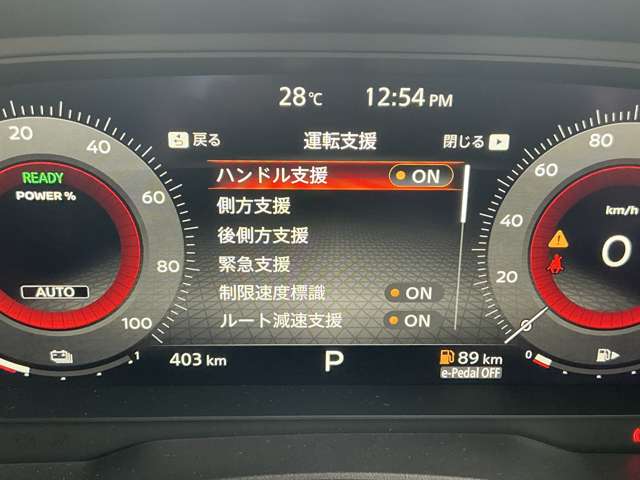 28℃ 12:54 PM
戻る 運転支援 閉じる
ハンドル支援 ON
側方支援
後側方支援
緊急支援
制限速度標識 ON
ルート減速支援 ON
20
40
60
80
100
READY
POWER %
AUTO
1
80
60
40
20
0
km/h
0
403 km P 89 km
e-Pedal OFF
0